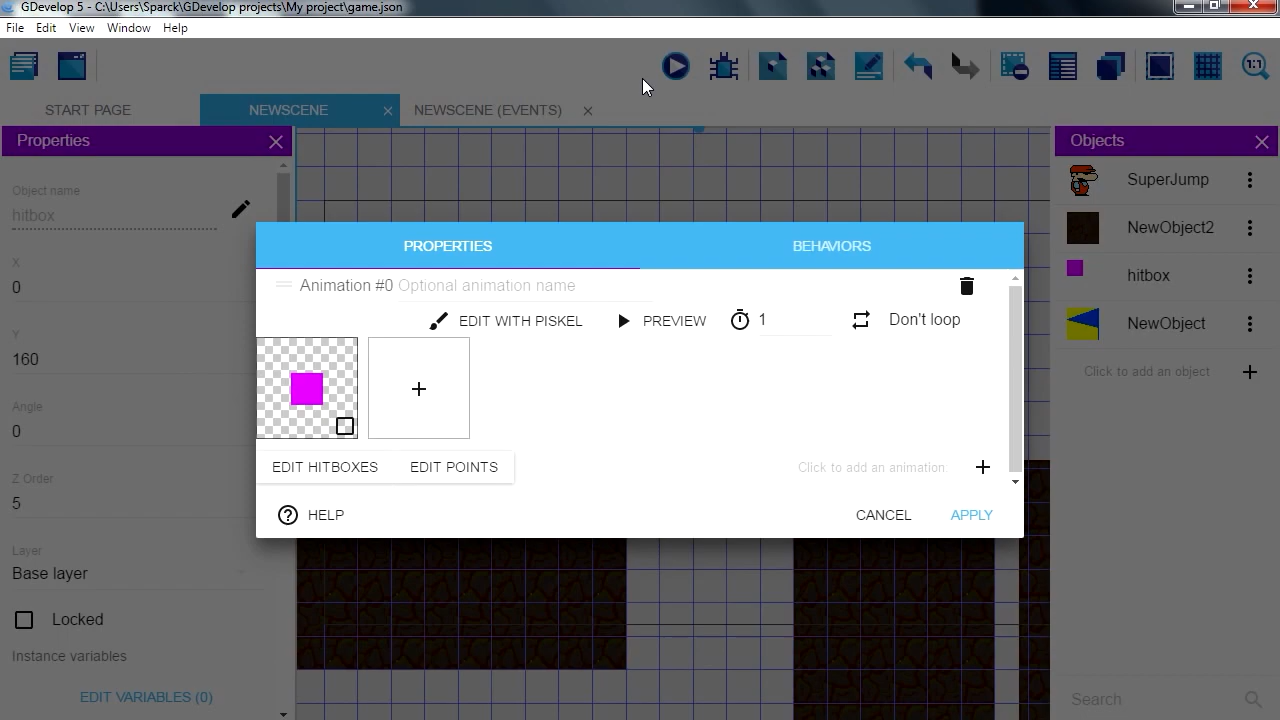 GDevelop 5 - C:\Users\Sparck\GDevelop projects\My project\game.json
File Edit View Window Help
1:1
START PAGE NEWSCENE NEWSCENE (EVENTS)
Properties
Object name
hitbox
X
0
Y
160
Angle
0
Z Order
5
Layer
Base layer
Locked
Instance variables
EDIT VARIABLES (0)
PROPERTIES BEHAVIORS
Animation #0 Optional animation name
EDIT WITH PISKEL PREVIEW 1 Don't loop
EDIT HITBOXES EDIT POINTS Click to add an animation:
HELP CANCEL APPLY
Objects
SuperJump
NewObject2
hitbox
NewObject
Click to add an object
Search